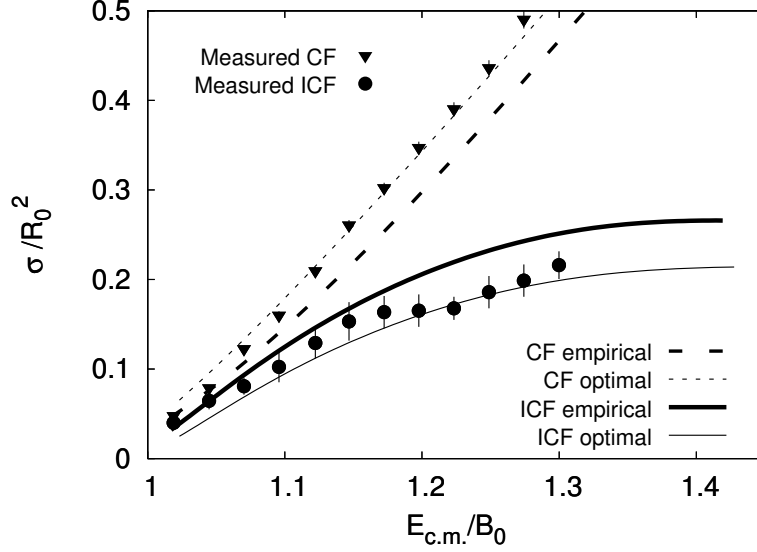 0.5
Measured CF
Measured ICF
0.4
0.3
σ /R₀²
0.2
0.1
CF empirical
CF optimal
ICF empirical
ICF optimal
0
1 1.1 1.2 1.3 1.4
E_c.m./B₀